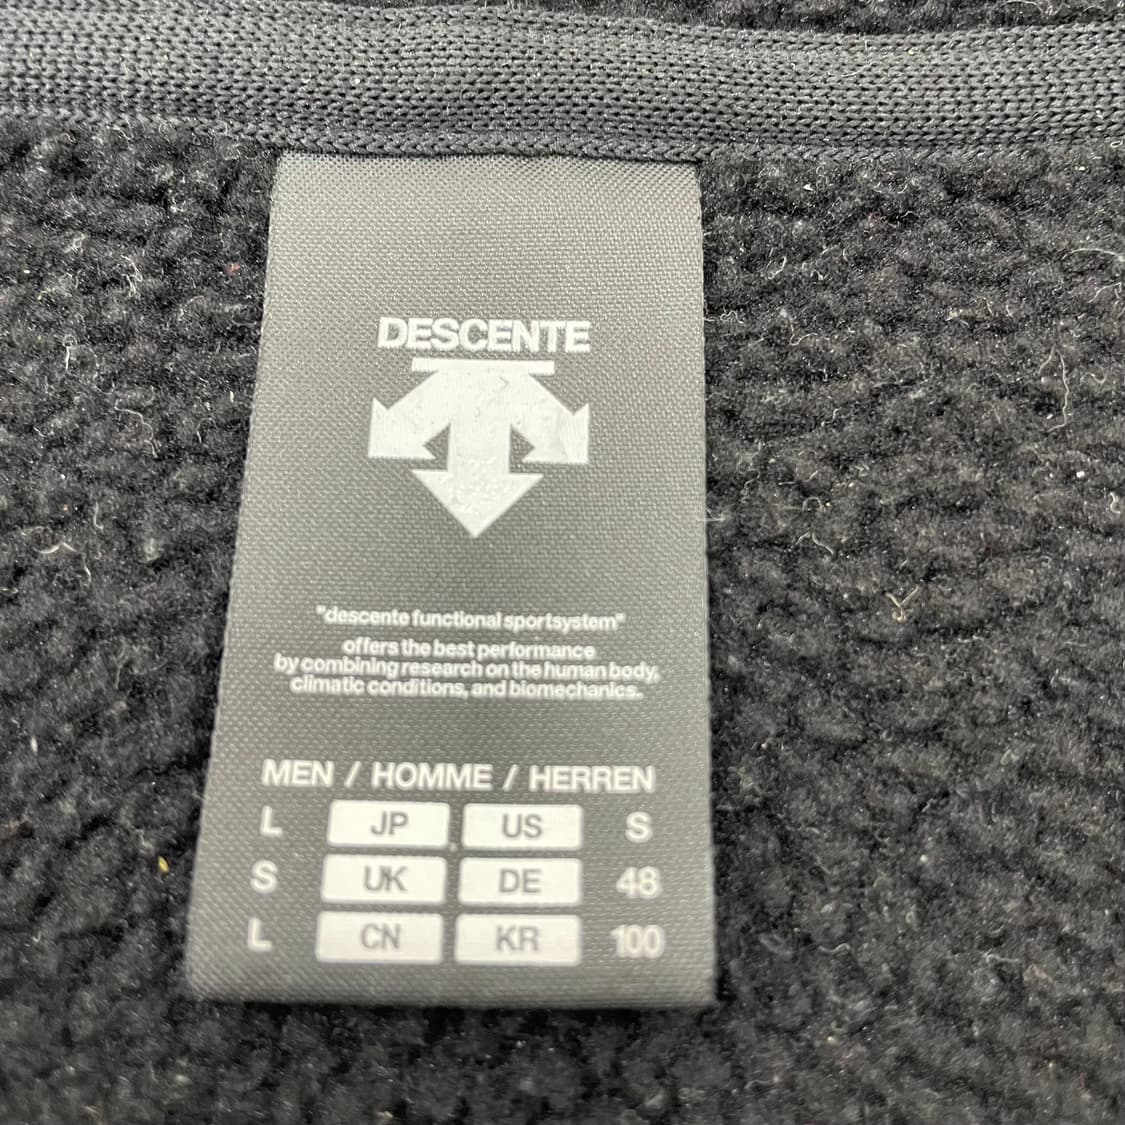 DESCENTE
"descente functional sportsystem"
offers the best performance
by combining research on the human body,
climatic conditions, and biomechanics.
MEN / HOMME / HERREN
L JP US S
S UK DE 48
L CN KR 100